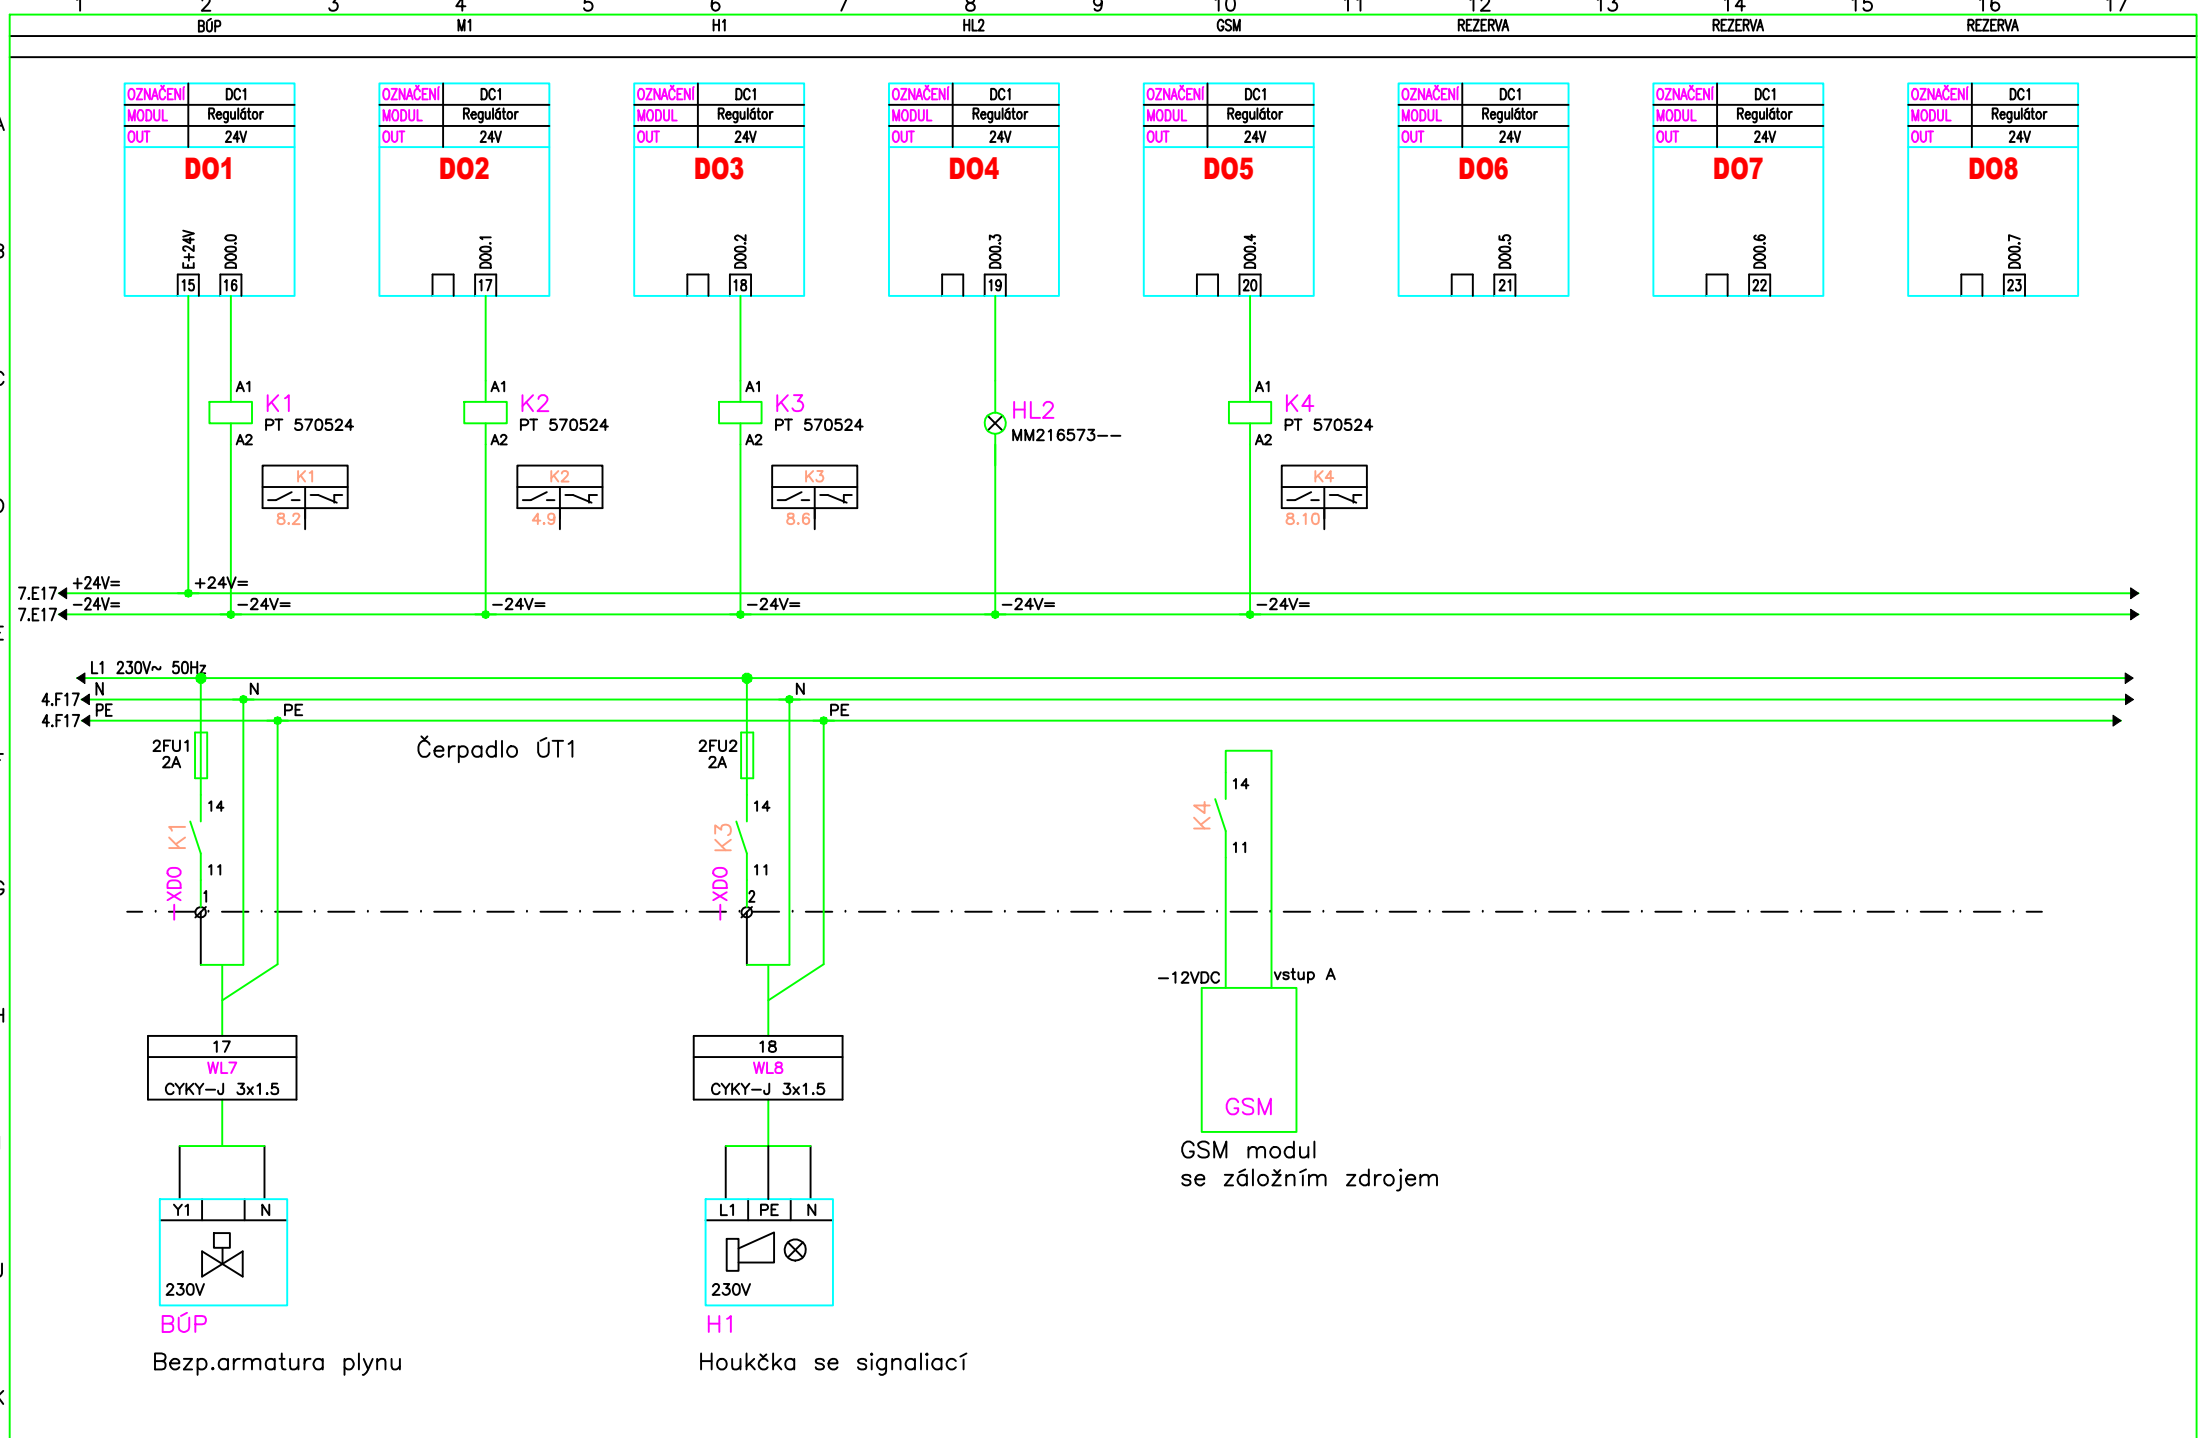 1 2 3 4 5 6 7 8 9 10 11 12 13 14 15 16 17
BÚP M1 H1 HL2 GSM REZERVA REZERVA REZERVA
OZNAČENÍ DC1 OZNAČENÍ DC1 OZNAČENÍ DC1 OZNAČENÍ DC1 OZNAČENÍ DC1 OZNAČENÍ DC1 OZNAČENÍ DC1 OZNAČENÍ DC1
MODUL Regulátor MODUL Regulátor MODUL Regulátor MODUL Regulátor MODUL Regulátor MODUL Regulátor MODUL Regulátor MODUL Regulátor
OUT 24V OUT 24V OUT 24V OUT 24V OUT 24V OUT 24V OUT 24V OUT 24V
DO1 DO2 DO3 DO4 DO5 DO6 DO7 DO8
E+24V DO0.0 DO0.1 DO0.2 DO0.3 DO0.4 DO0.5 DO0.6 DO0.7
15 16 17 18 19 20 21 22 23
A1 A1 A1 A1
K1 K2 K3 HL2 K4
PT 570524 PT 570524 PT 570524 MM216573-- PT 570524
A2 A2 A2 A2
K1 K2 K3 K4
8.2 4.9 8.6 8.10
7.E17 +24V= +24V=
7.E17 -24V= -24V= -24V= -24V= -24V= -24V=
L1 230V~ 50Hz
4.F17 N N N
4.F17 PE PE PE
2FU1 Čerpadlo ÚT1 2FU2
2A 2A
14 14 14
K1 K3 K4
11 11 11
-XDO 1 -XDO 2
-12VDC vstup A
17 18
WL7 WL8
CYKY-J 3x1.5 CYKY-J 3x1.5
GSM
GSM modul
se záložním zdrojem
Y1 N L1 PE N
230V 230V
BÚP H1
Bezp.armatura plynu Houkčka se signaliací